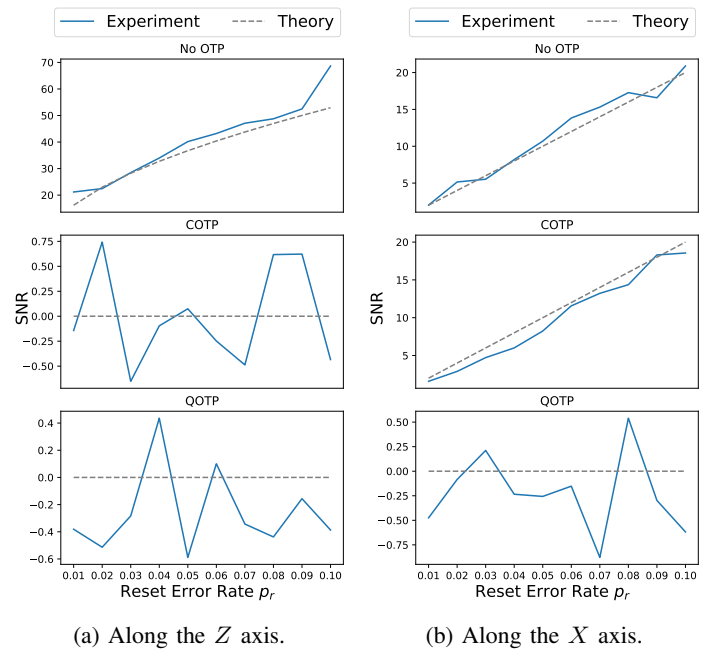 Experiment Theory
No OTP
70
60
50
40
30
20
COTP
0.75
0.50
0.25
0.00
−0.25
−0.50
SNR
QOTP
0.4
0.2
0.0
−0.2
−0.4
−0.6
0.01 0.02 0.03 0.04 0.05 0.06 0.07 0.08 0.09 0.10
Reset Error Rate pᵣ
(a) Along the Z axis.
Experiment Theory
No OTP
20
15
10
5
COTP
20
15
10
5
SNR
QOTP
0.50
0.25
0.00
−0.25
−0.50
−0.75
0.01 0.02 0.03 0.04 0.05 0.06 0.07 0.08 0.09 0.10
Reset Error Rate pᵣ
(b) Along the X axis.